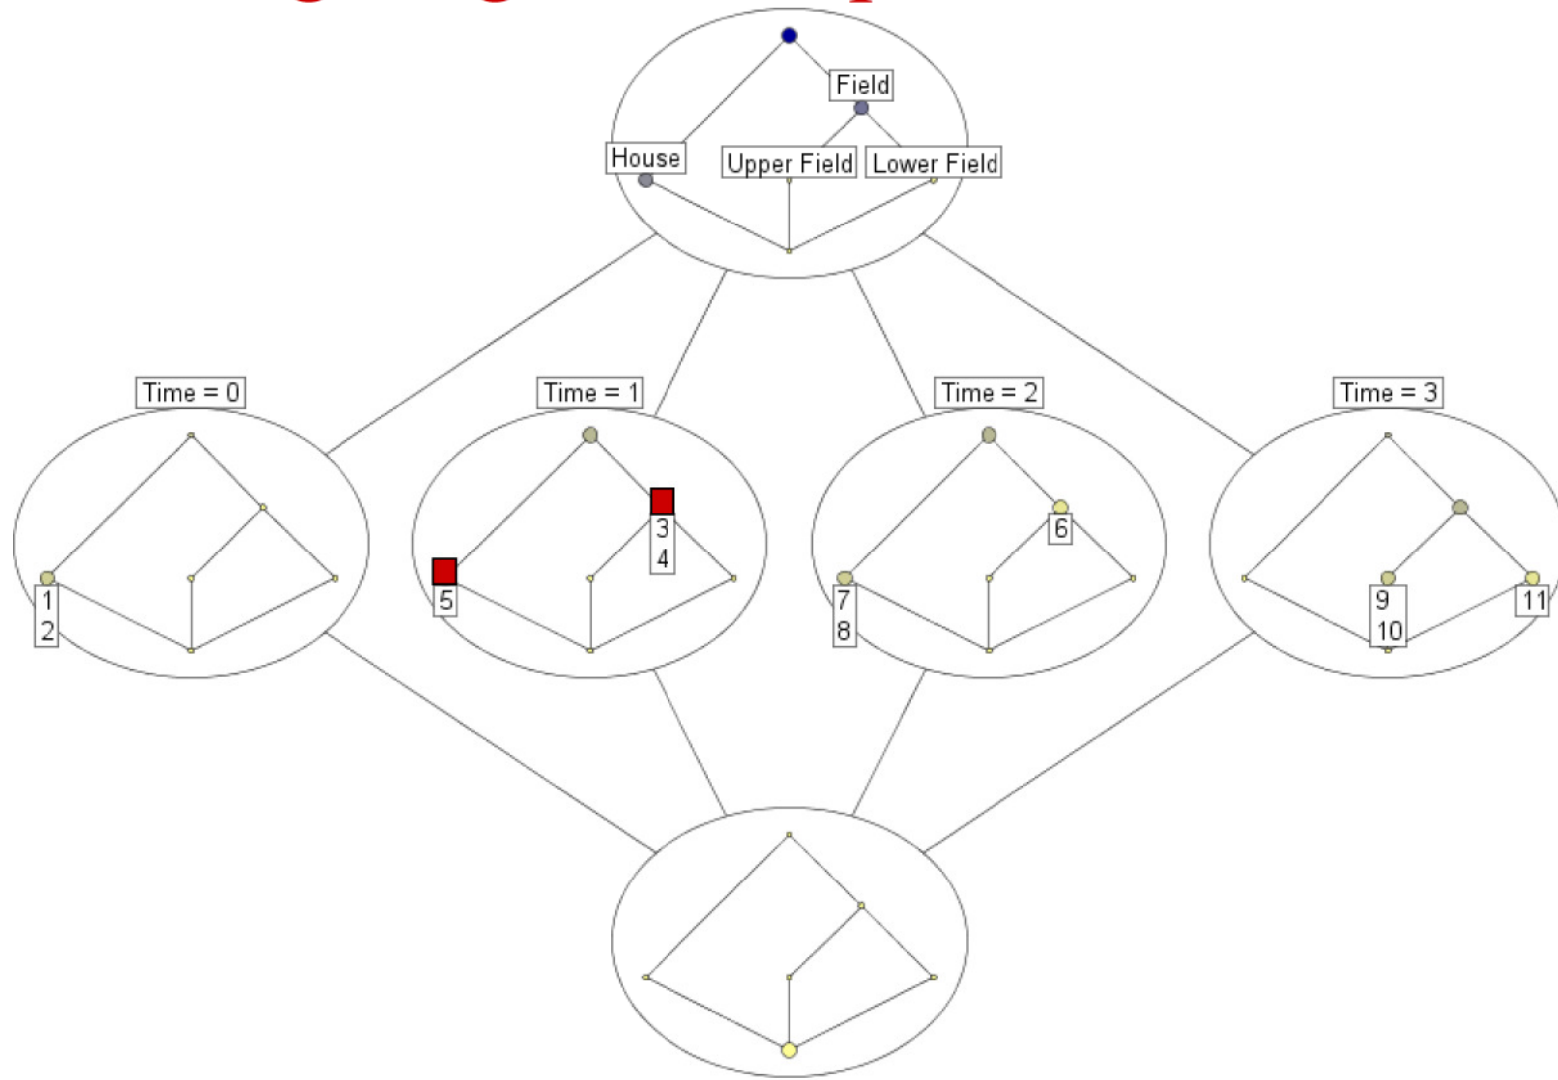 Field
House
Upper Field
Lower Field
Time = 0
Time = 1
Time = 2
Time = 3
1
2
3
4
5
6
7
8
9
10
11